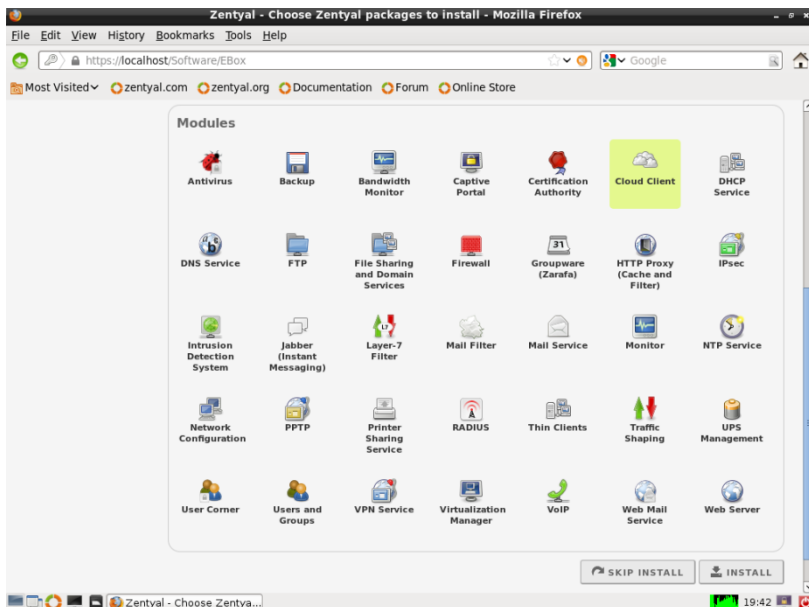 Zentyal - Choose Zentyal packages to install - Mozilla Firefox
File Edit View History Bookmarks Tools Help
https://localhost/Software/EBox
Google
Most Visited zentyal.com zentyal.org Documentation Forum Online Store
Modules
Antivirus
Backup
Bandwidth
Monitor
Captive
Portal
Certification
Authority
Cloud Client
DHCP
Service
DNS Service
FTP
File Sharing
and Domain
Services
Firewall
31
Groupware
(Zarafa)
HTTP Proxy
(Cache and
Filter)
IPsec
Intrusion
Detection
System
Jabber
(Instant
Messaging)
L7
Layer-7
Filter
Mail Filter
Mail Service
Monitor
NTP Service
Network
Configuration
PPTP
Printer
Sharing
Service
RADIUS
Thin Clients
Traffic
Shaping
UPS
Management
User Corner
Users and
Groups
VPN Service
Virtualization
Manager
VoIP
Web Mail
Service
Web Server
SKIP INSTALL
INSTALL
Zentyal - Choose Zentya...
19:42